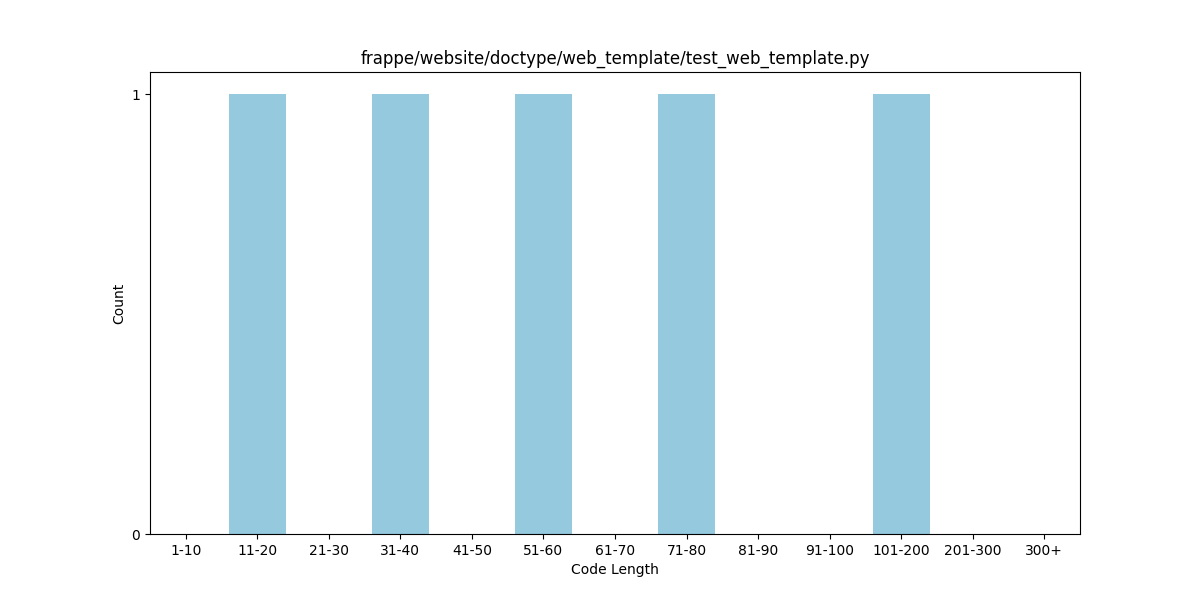 frappe/website/doctype/web_template/test_web_template.py
1
Count
0
1-10 11-20 21-30 31-40 41-50 51-60 61-70 71-80 81-90 91-100 101-200 201-300 300+
Code Length